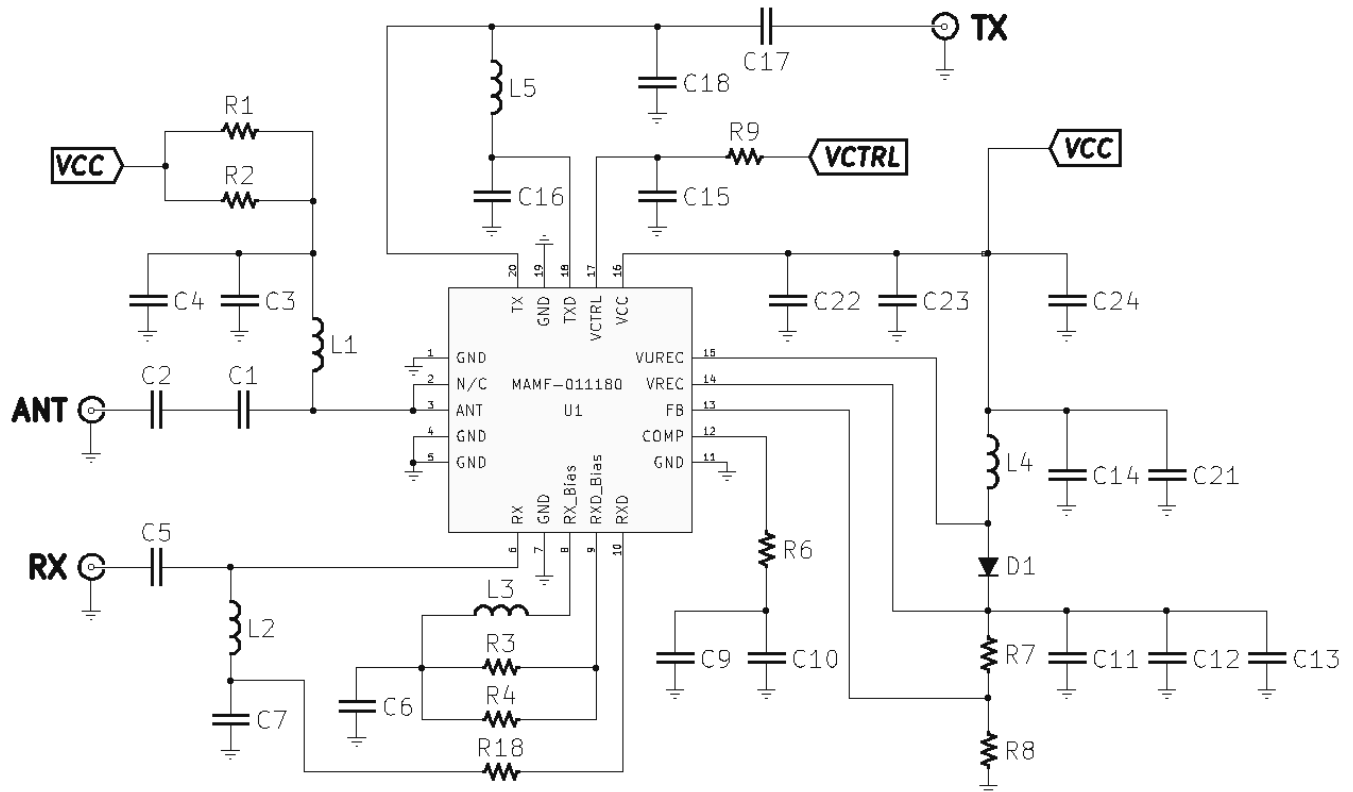 TX
C17
L5
C18
R1
R9
VCTRL
VCC
VCC
R2
C16
C15
C4
C3
C22
C23
C24
20
19
18
17
16
TX
GND
TXD
VCTRL
VCC
L1
1 GND
VUREC 15
2 N/C
MAMF-011180
VREC 14
C2
C1
ANT
3 ANT
U1
FB 13
4 GND
COMP 12
5 GND
GND 11
L4
C14
C21
RX
GND
RX_Bias
RXD_Bias
RXD
6
7
8
9
10
C5
RX
R6
D1
L3
L2
R3
C9
C10
R7
C11
C12
C13
R4
C7
C6
R18
R8